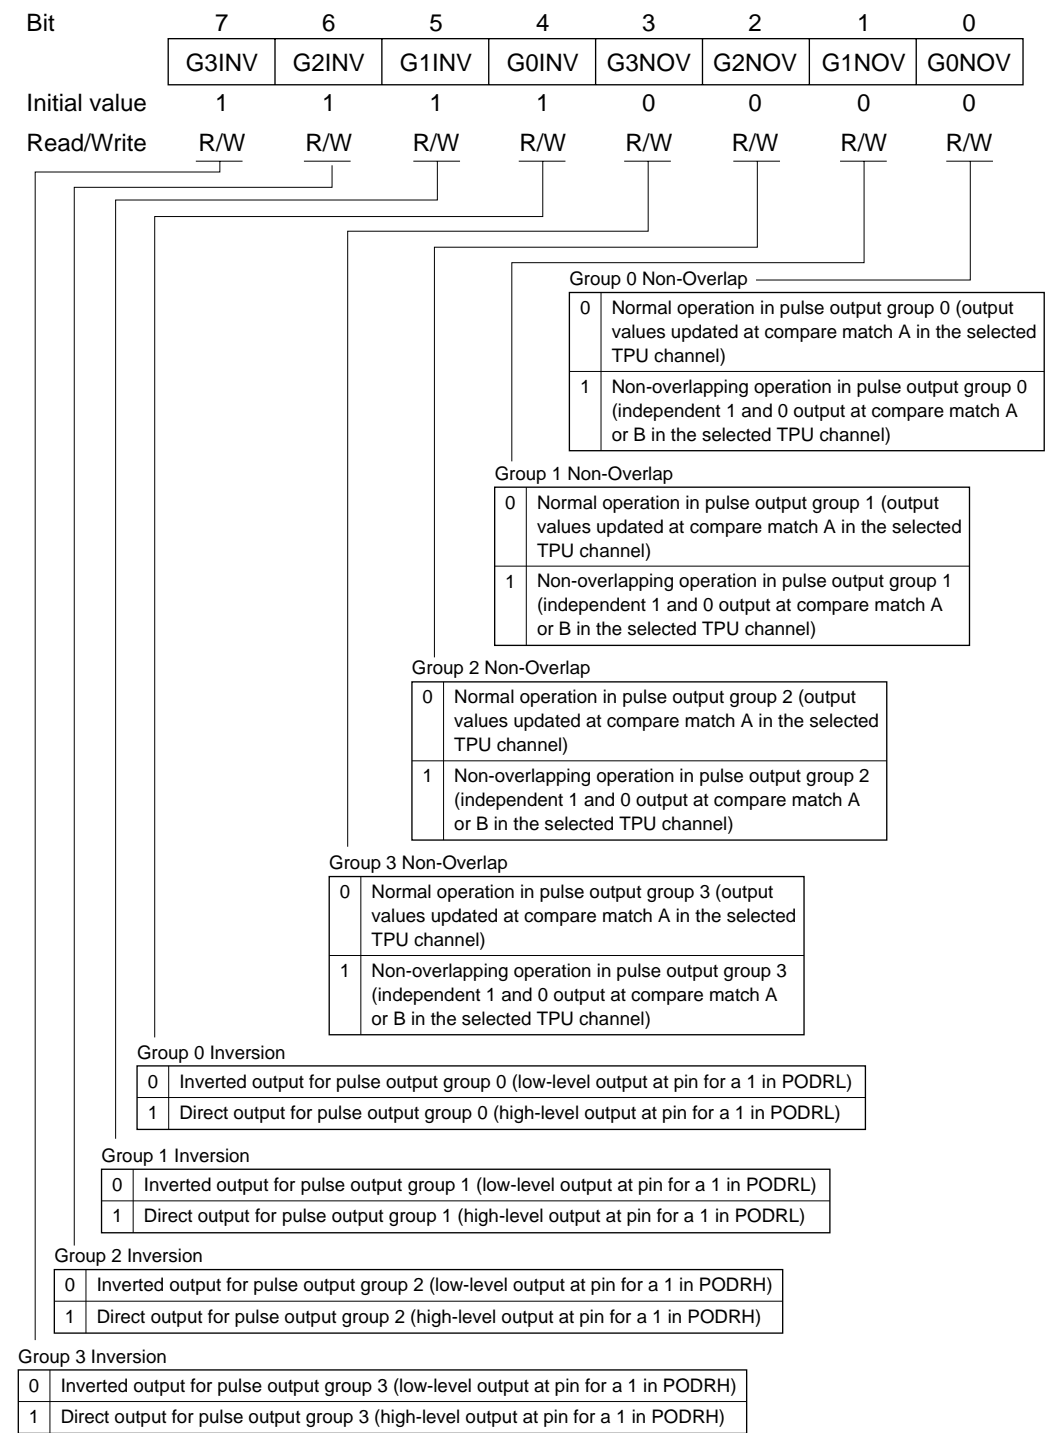 Bit 7 6 5 4 3 2 1 0
G3INV G2INV G1INV G0INV G3NOV G2NOV G1NOV G0NOV
Initial value 1 1 1 1 0 0 0 0
Read/Write R/W R/W R/W R/W R/W R/W R/W R/W
Group 0 Non-Overlap
0 Normal operation in pulse output group 0 (output
values updated at compare match A in the selected
TPU channel)
1 Non-overlapping operation in pulse output group 0
(independent 1 and 0 output at compare match A
or B in the selected TPU channel)
Group 1 Non-Overlap
0 Normal operation in pulse output group 1 (output
values updated at compare match A in the selected
TPU channel)
1 Non-overlapping operation in pulse output group 1
(independent 1 and 0 output at compare match A
or B in the selected TPU channel)
Group 2 Non-Overlap
0 Normal operation in pulse output group 2 (output
values updated at compare match A in the selected
TPU channel)
1 Non-overlapping operation in pulse output group 2
(independent 1 and 0 output at compare match A
or B in the selected TPU channel)
Group 3 Non-Overlap
0 Normal operation in pulse output group 3 (output
values updated at compare match A in the selected
TPU channel)
1 Non-overlapping operation in pulse output group 3
(independent 1 and 0 output at compare match A
or B in the selected TPU channel)
Group 0 Inversion
0 Inverted output for pulse output group 0 (low-level output at pin for a 1 in PODRL)
1 Direct output for pulse output group 0 (high-level output at pin for a 1 in PODRL)
Group 1 Inversion
0 Inverted output for pulse output group 1 (low-level output at pin for a 1 in PODRL)
1 Direct output for pulse output group 1 (high-level output at pin for a 1 in PODRL)
Group 2 Inversion
0 Inverted output for pulse output group 2 (low-level output at pin for a 1 in PODRH)
1 Direct output for pulse output group 2 (high-level output at pin for a 1 in PODRH)
Group 3 Inversion
0 Inverted output for pulse output group 3 (low-level output at pin for a 1 in PODRH)
1 Direct output for pulse output group 3 (high-level output at pin for a 1 in PODRH)